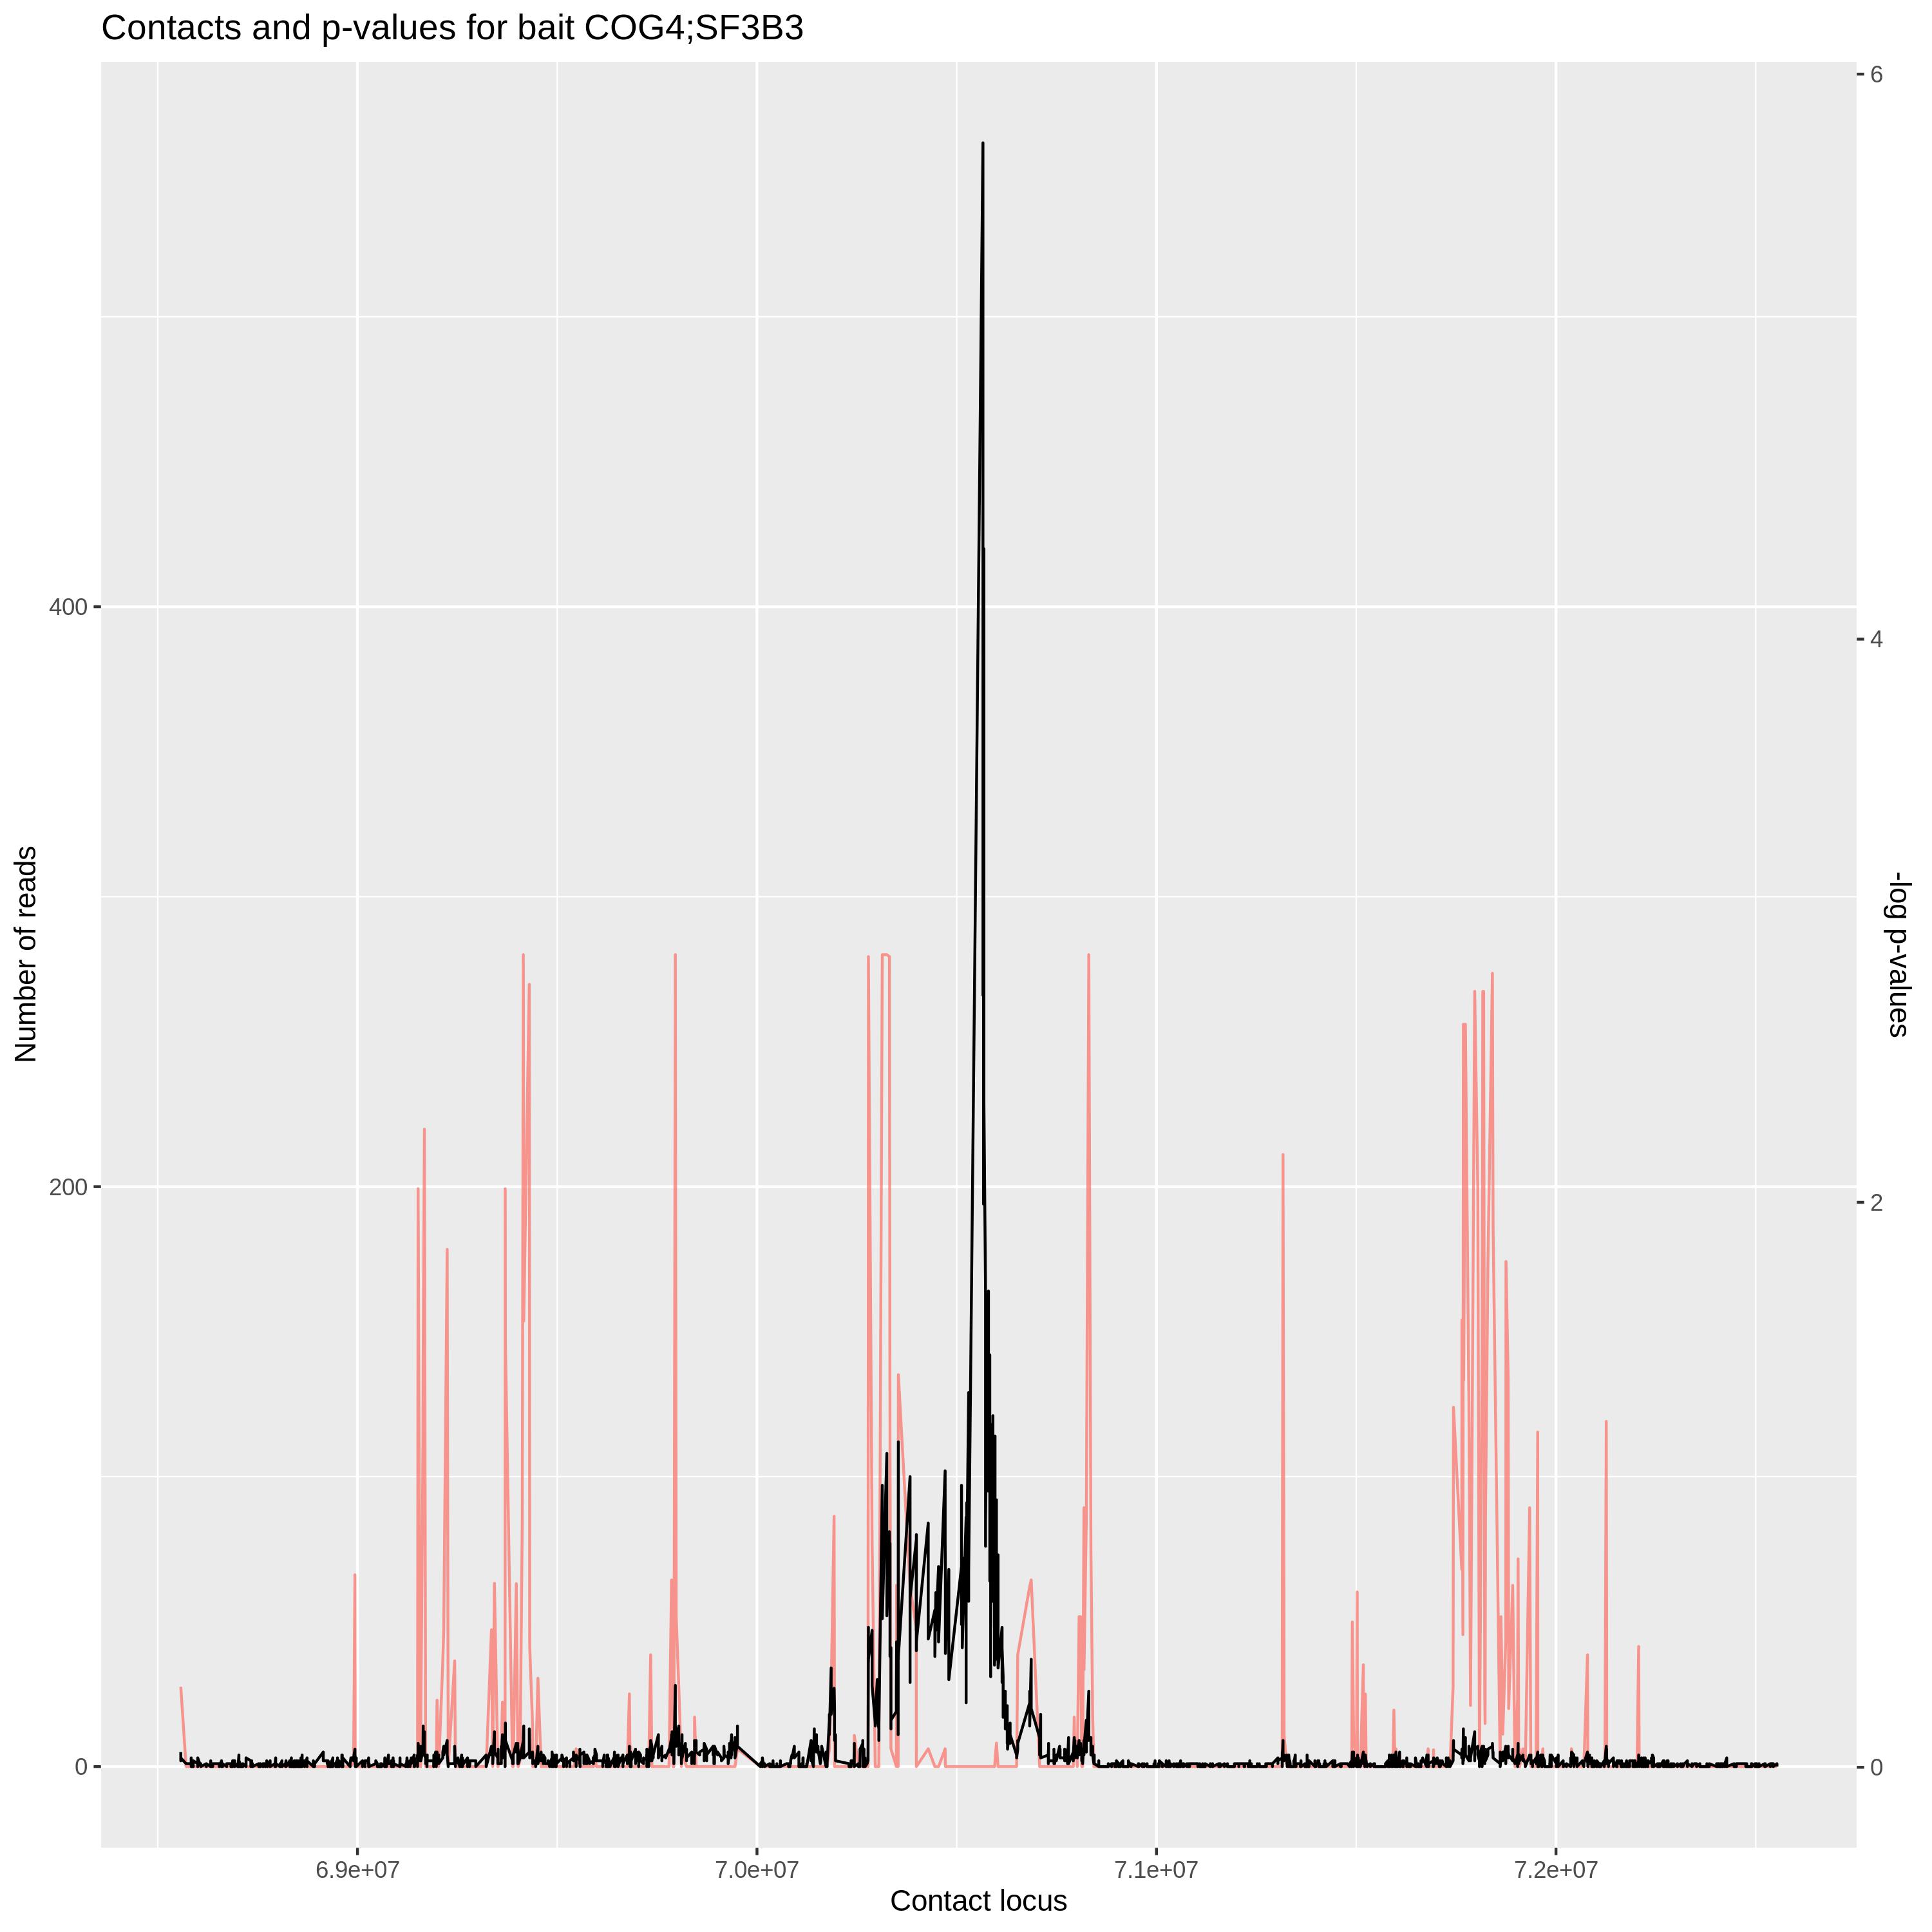 Contacts and p-values for bait COG4;SF3B3
6
400
4
Number of reads
-log p-values
200
2
0
0
6.9e+07
7.0e+07
7.1e+07
7.2e+07
Contact locus